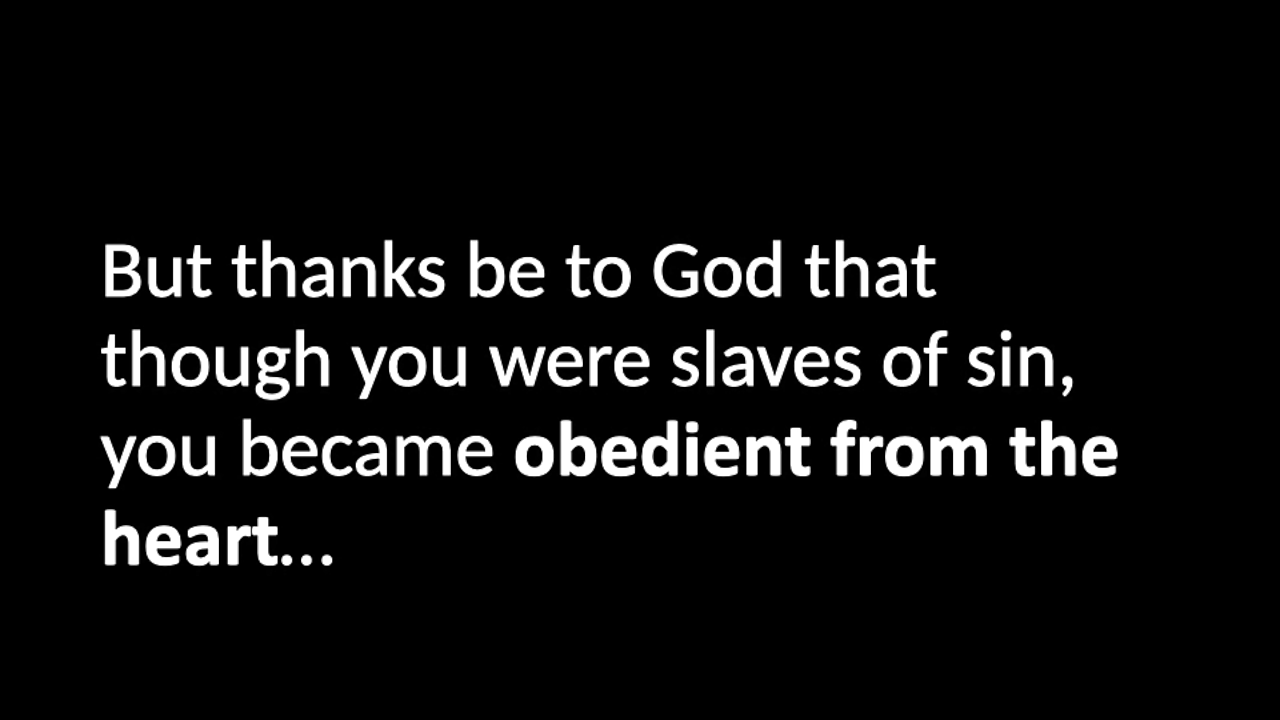 But thanks be to God that
though you were slaves of sin,
you became obedient from the
heart…